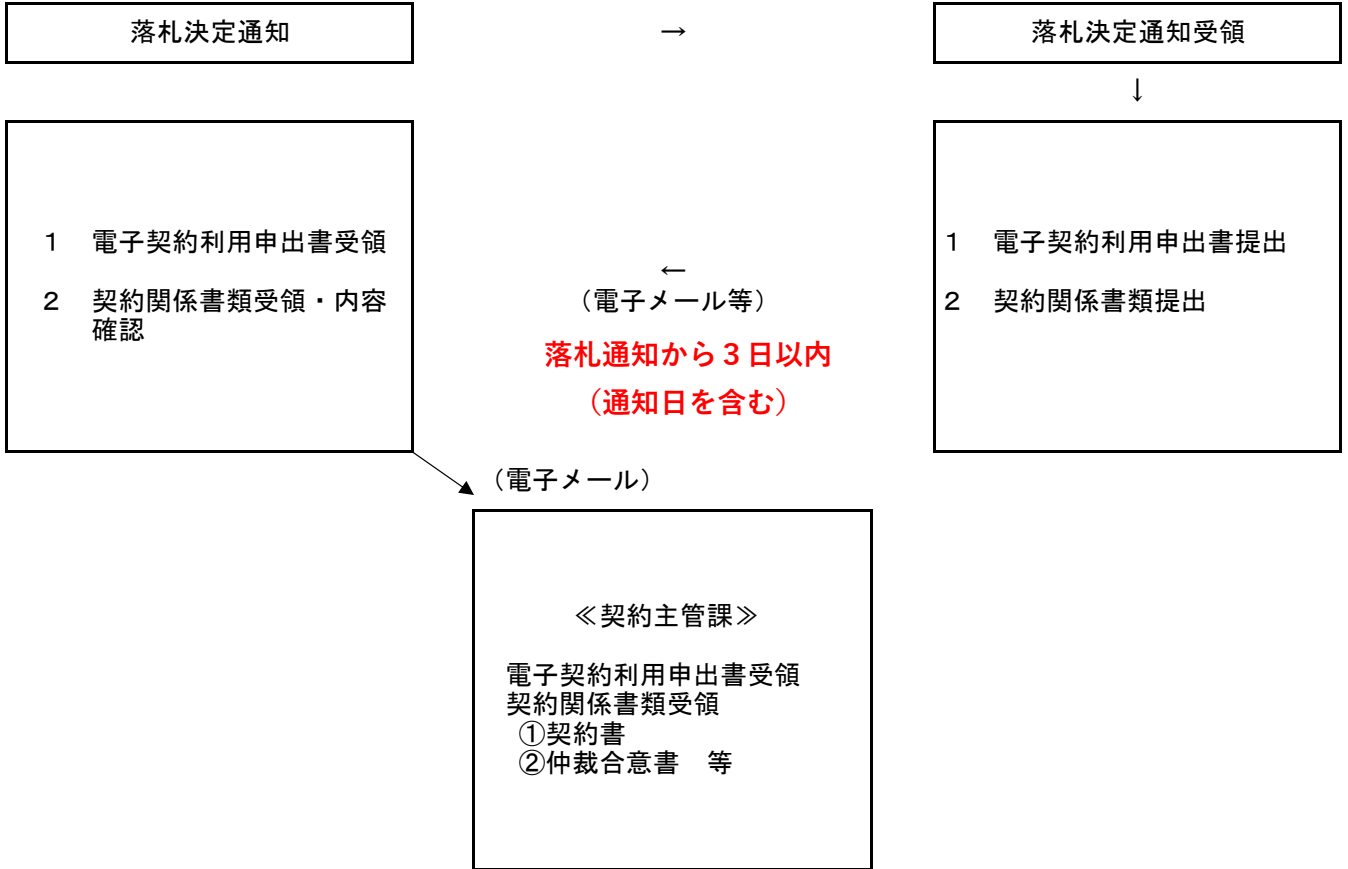 落札決定通知
→
落札決定通知受領
↓
1　電子契約利用申出書受領
2　契約関係書類受領・内容
確認
←
（電子メール等）
落札通知から３日以内
（通知日を含む）
1　電子契約利用申出書提出
2　契約関係書類提出
（電子メール）
≪契約主管課≫
電子契約利用申出書受領
契約関係書類受領
①契約書
②仲裁合意書　等